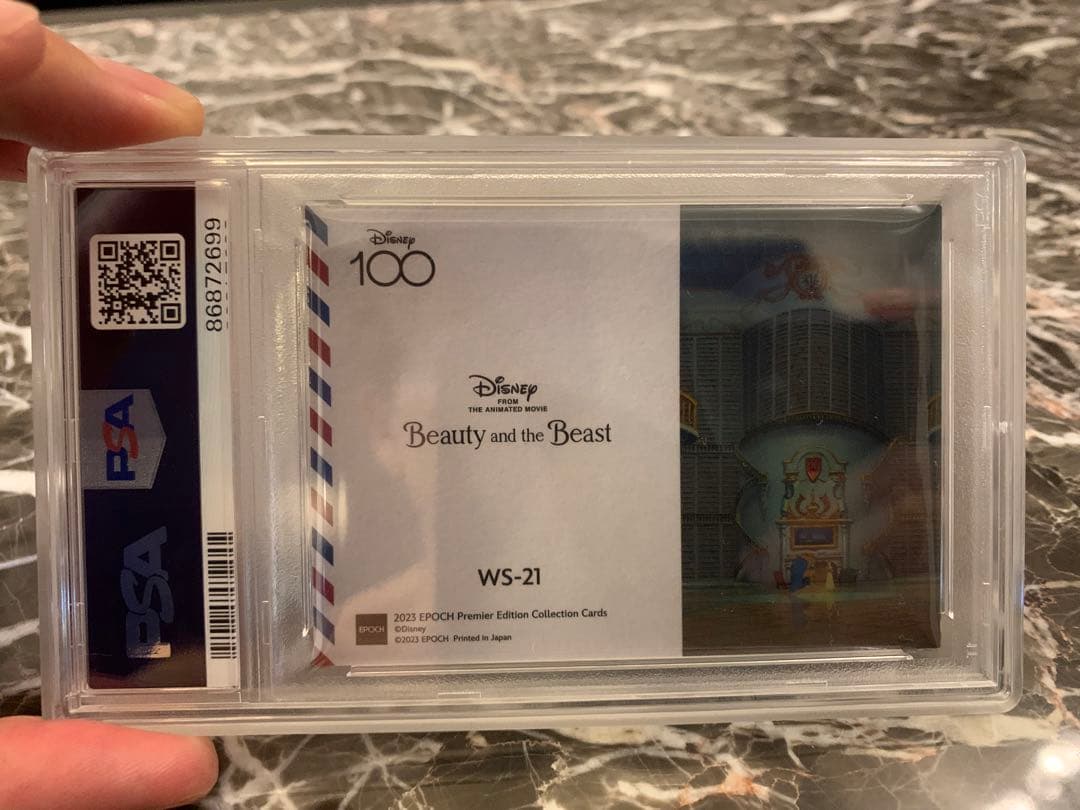 86872699
PSA
PSA
Disney
100
Disney
FROM
THE ANIMATED MOVIE
Beauty and the Beast
WS-21
EPOCH
2023 EPOCH Premier Edition Collection Cards
©Disney
©2023 EPOCH Printed in Japan